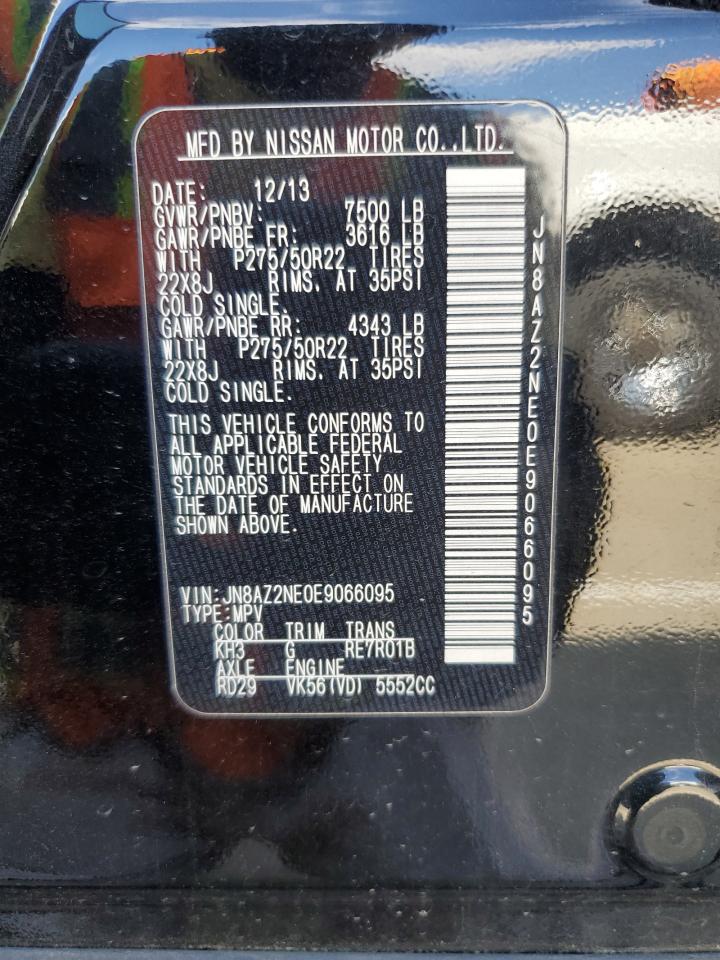 MFD BY NISSAN MOTOR CO.,LTD.
DATE: 12/13
GVWR/PNBV: 7500 LB
GAWR/PNBE FR: 3616 LB
WITH P275/50R22 TIRES
22X8J RIMS. AT 35PSI
COLD SINGLE.
GAWR/PNBE RR: 4343 LB
WITH P275/50R22 TIRES
22X8J RIMS. AT 35PSI
COLD SINGLE.
THIS VEHICLE CONFORMS TO
ALL APPLICABLE FEDERAL
MOTOR VEHICLE SAFETY
STANDARDS IN EFFECT ON
THE DATE OF MANUFACTURE
SHOWN ABOVE.
VIN:JN8AZ2NE0E9066095
TYPE:MPV
COLOR TRIM TRANS
KH3 G RE7R01B
AXLE ENGINE
RD29 VK56(VD) 5552CC
JN8AZ2NE0E9066095